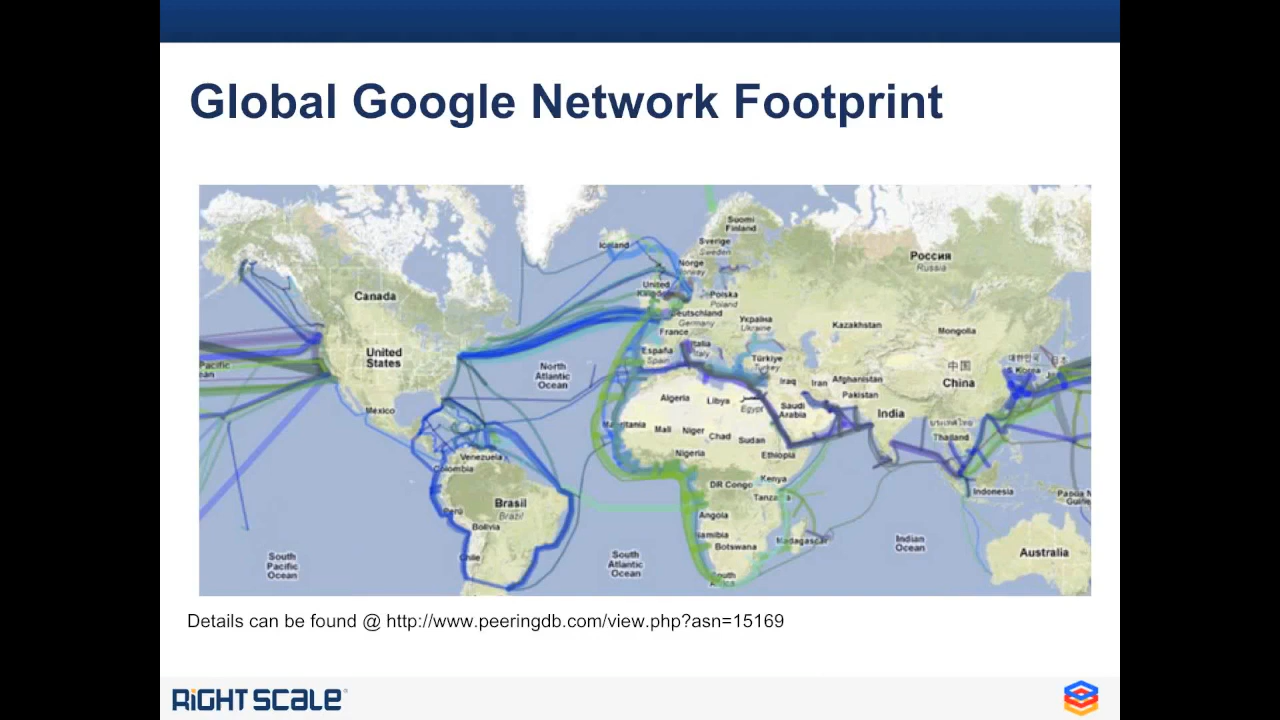 Global Google Network Footprint
Suomi
Finland
Iceland
Sverige
Sweden
Россия
Russia
Norge
Norway
Canada
United
Kingdom
Polska
Poland
Deutschland
Germany
Україна
Ukraine
Kazakhstan
Mongolia
France
United
States
Italia
Italy
España
Spain
Türkiye
Turkey
中国
China
Pacific
North
Atlantic
Ocean
Iraq
Iran
Afghanistan
Pakistan
Algeria
Libya
Egypt
Saudi
Arabia
India
México
Mali
Niger
Chad
Sudan
Thailand
Nigeria
Ethiopia
Venezuela
Colombia
DR Congo
Kenya
Indonesia
Brasil
Brazil
Perú
Angola
Bolivia
Namibia
Botswana
Madagascar
Indian
Ocean
Australia
Chile
South
Pacific
Ocean
South
Atlantic
Ocean
South
Details can be found @ http://www.peeringdb.com/view.php?asn=15169
RIGHTSCALE